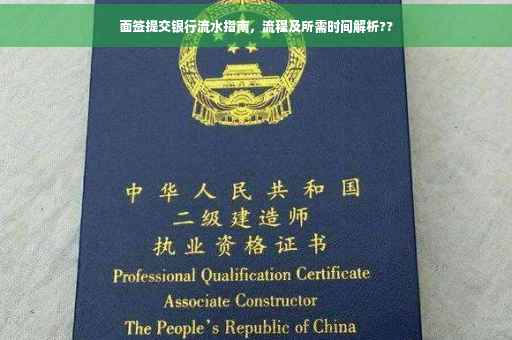 面签提交银行流水指南，流程及所需时间解析??
中华人民共和国
二级建造师
执业资格证书
Professional Qualification Certificate
Associate Constructor
The People's Republic of China